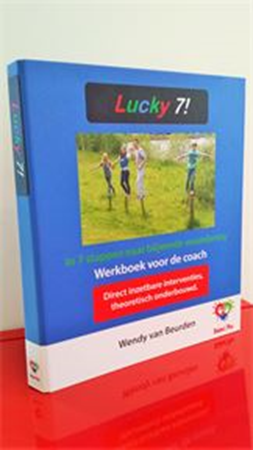 Lucky 7!
Lucky 7!
in 7 stappen naar blijvende verandering
Werkboek voor de coach
Direct inzetbare interventies,
theoretisch onderbouwd.
Wendy van Beurden